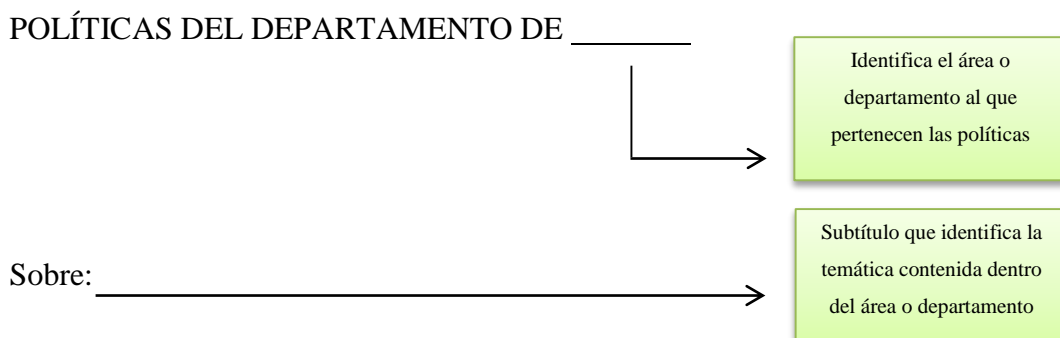 POLÍTICAS DEL DEPARTAMENTO DE ________
Identifica el área o
departamento al que
pertenecen las políticas
Subtítulo que identifica la
temática contenida dentro
del área o departamento
Sobre: